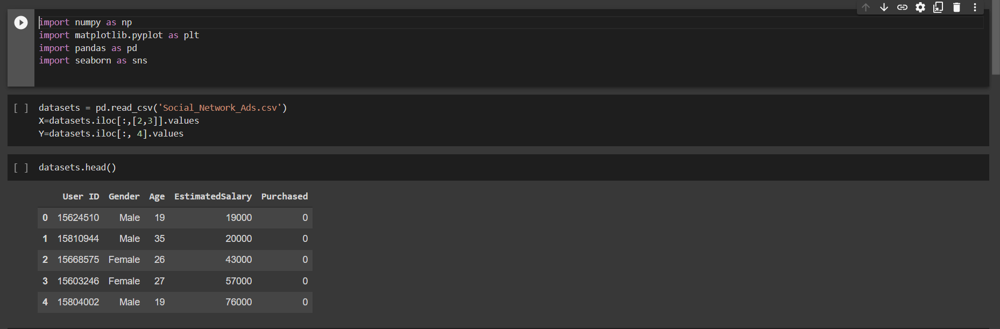 import numpy as np
import matplotlib.pyplot as plt
import pandas as pd
import seaborn as sns
[ ] datasets = pd.read_csv('Social_Network_Ads.csv')
X=datasets.iloc[:,[2,3]].values
Y=datasets.iloc[:, 4].values
[ ] datasets.head()
User ID Gender Age EstimatedSalary Purchased
0 15624510 Male 19 19000 0
1 15810944 Male 35 20000 0
2 15668575 Female 26 43000 0
3 15603246 Female 27 57000 0
4 15804002 Male 19 76000 0